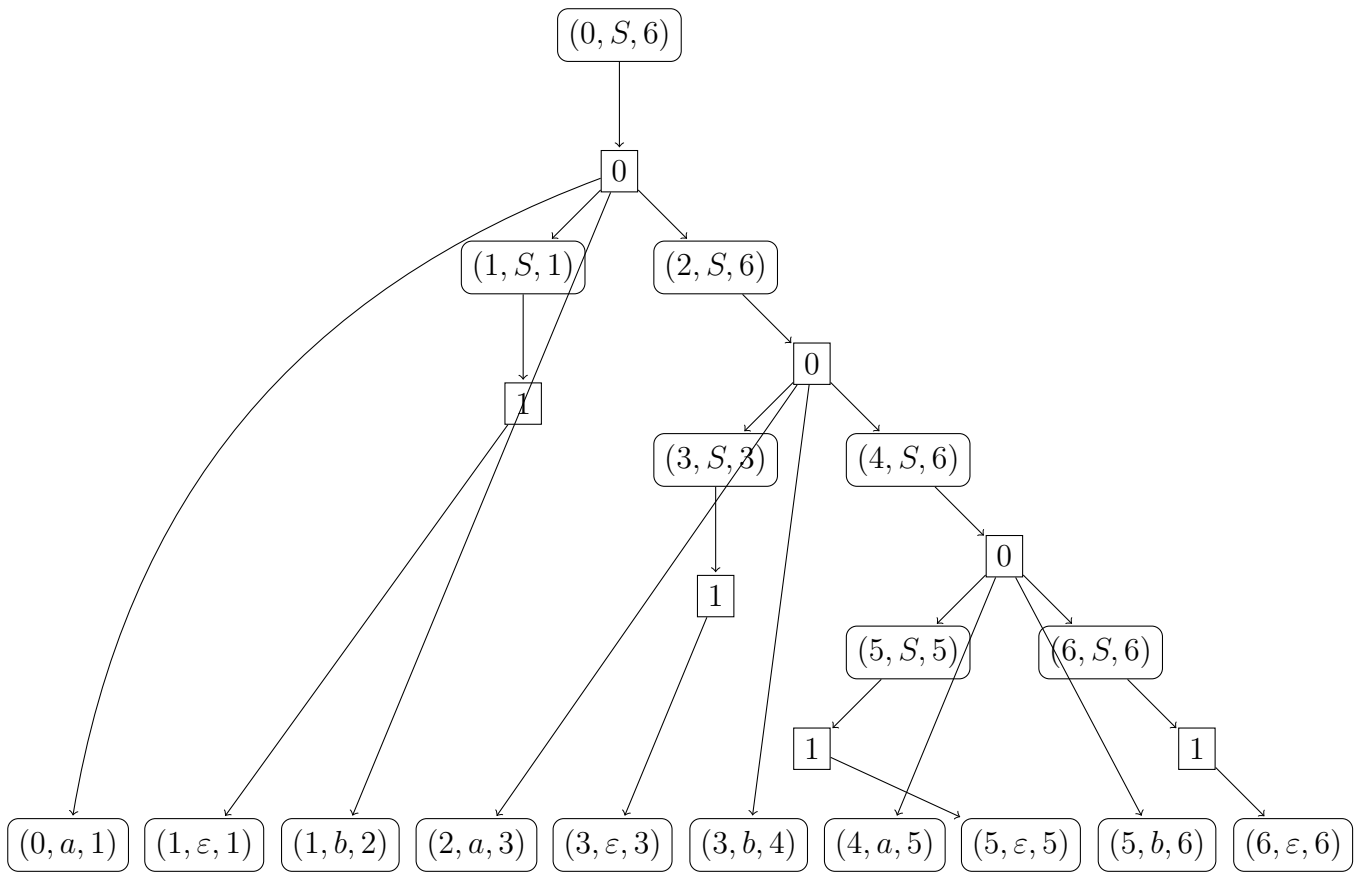 (0, S, 6)
0
(1, S, 1) (2, S, 6)
0
1
(3, S, 3) (4, S, 6)
0
1
(5, S, 5) (6, S, 6)
1 1
(0, a, 1) (1, ε, 1) (1, b, 2) (2, a, 3) (3, ε, 3) (3, b, 4) (4, a, 5) (5, ε, 5) (5, b, 6) (6, ε, 6)